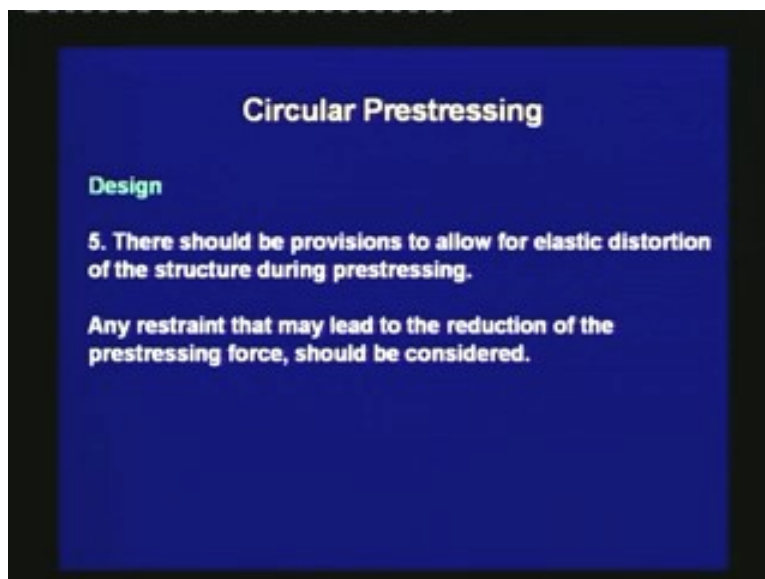 Circular Prestressing
Design
5. There should be provisions to allow for elastic distortion
of the structure during prestressing.
Any restraint that may lead to the reduction of the
prestressing force, should be considered.